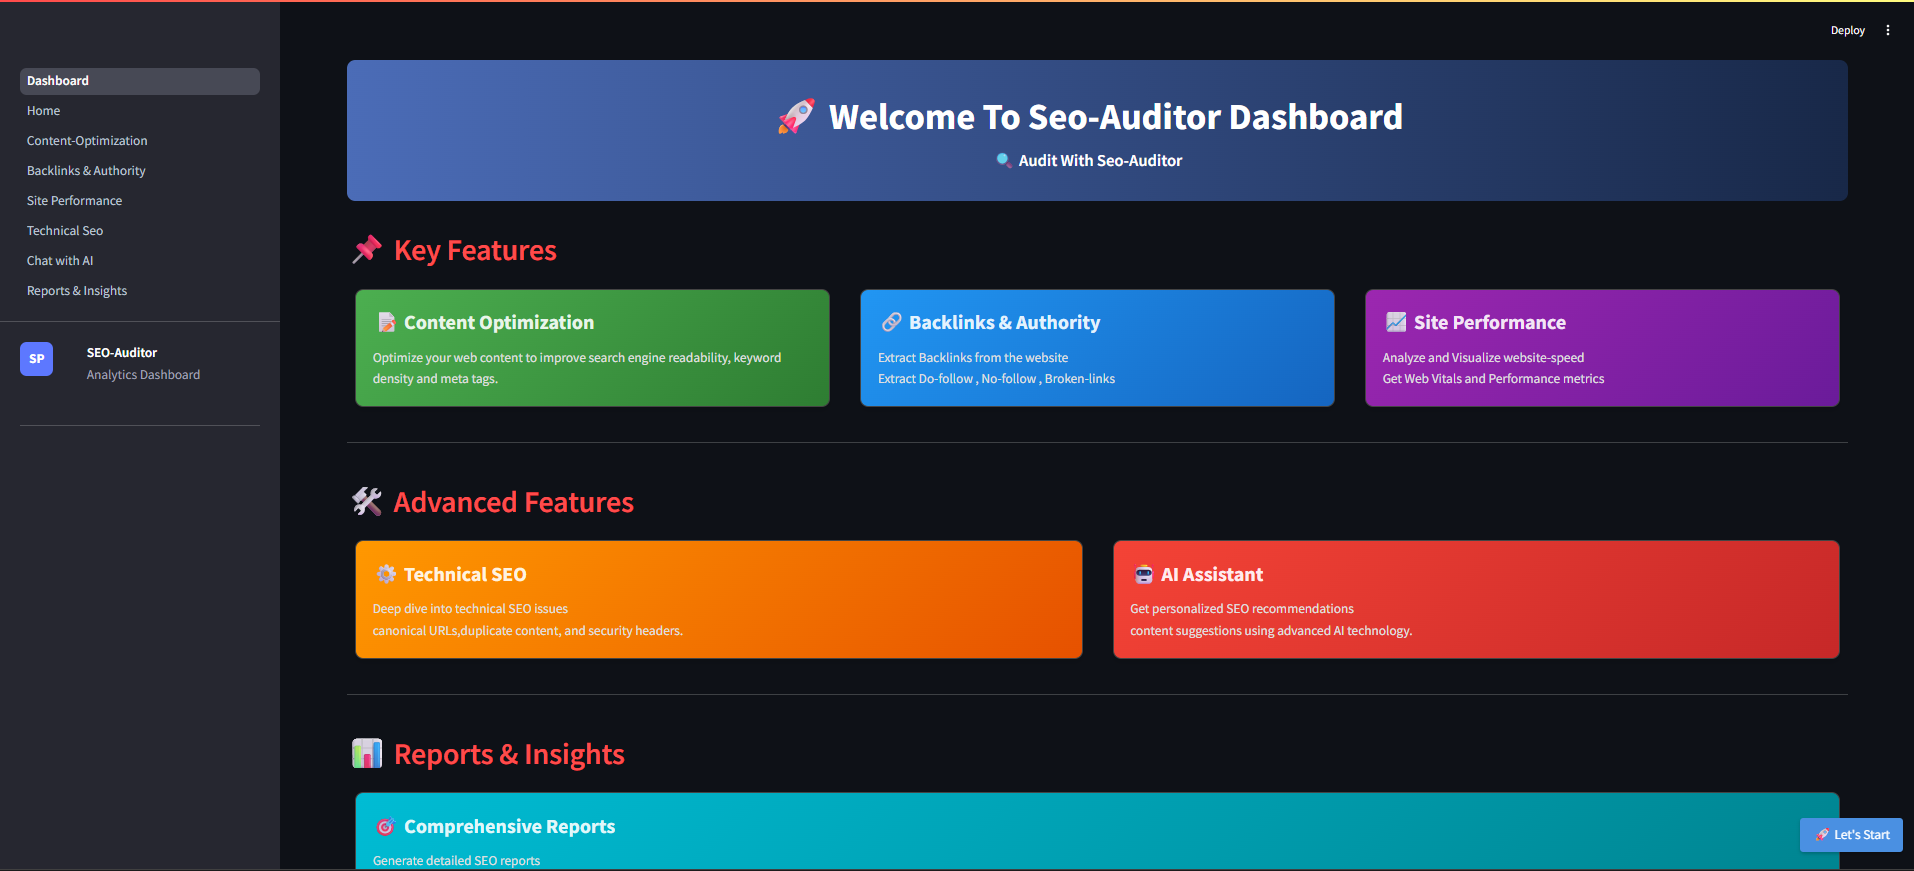 Deploy
Dashboard
Home
Content-Optimization
Backlinks & Authority
Site Performance
Technical Seo
Chat with AI
Reports & Insights
SP
SEO-Auditor
Analytics Dashboard
Welcome To Seo-Auditor Dashboard
Audit With Seo-Auditor
Key Features
Content Optimization
Optimize your web content to improve search engine readability, keyword
density and meta tags.
Backlinks & Authority
Extract Backlinks from the website
Extract Do-follow , No-follow , Broken-links
Site Performance
Analyze and Visualize website-speed
Get Web Vitals and Performance metrics
Advanced Features
Technical SEO
Deep dive into technical SEO issues
canonical URLs,duplicate content, and security headers.
AI Assistant
Get personalized SEO recommendations
content suggestions using advanced AI technology.
Reports & Insights
Comprehensive Reports
Generate detailed SEO reports
Let's Start